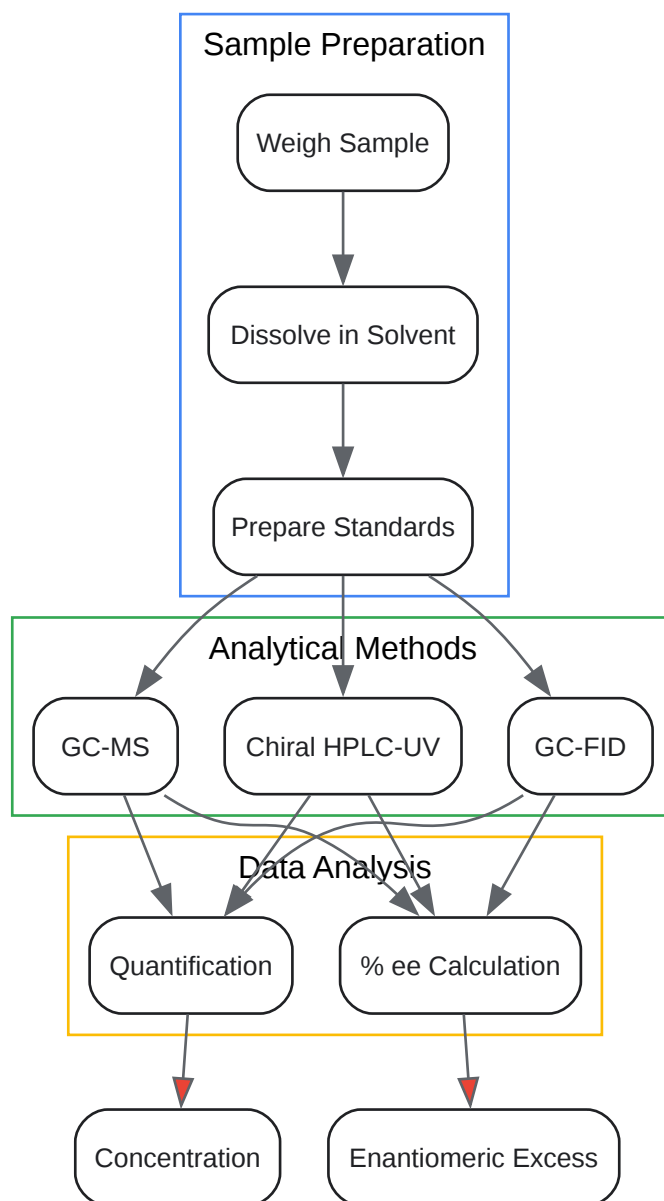 Sample Preparation
Weigh Sample
Dissolve in Solvent
Prepare Standards
Analytical Methods
GC-MS
Chiral HPLC-UV
GC-FID
Data Analysis
Quantification
% ee Calculation
Concentration
Enantiomeric Excess